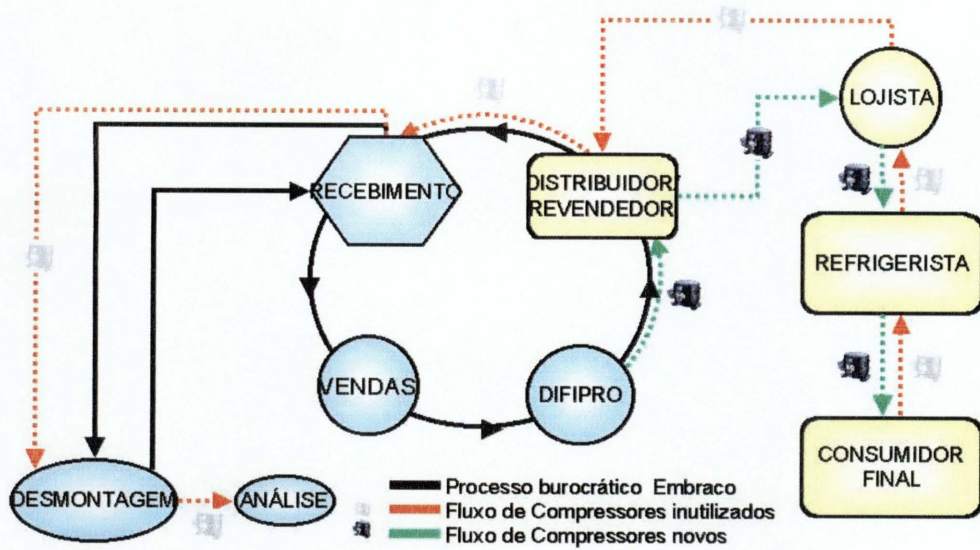 LOJISTA
RECEBIMENTO
DISTRIBUIDOR/
REVENDEDOR
REFRIGERISTA
VENDAS
DIFIPRO
CONSUMIDOR
FINAL
DESMONTAGEM
ANÁLISE
Processo burocrático Embraco
Fluxo de Compressores inutilizados
Fluxo de Compressores novos